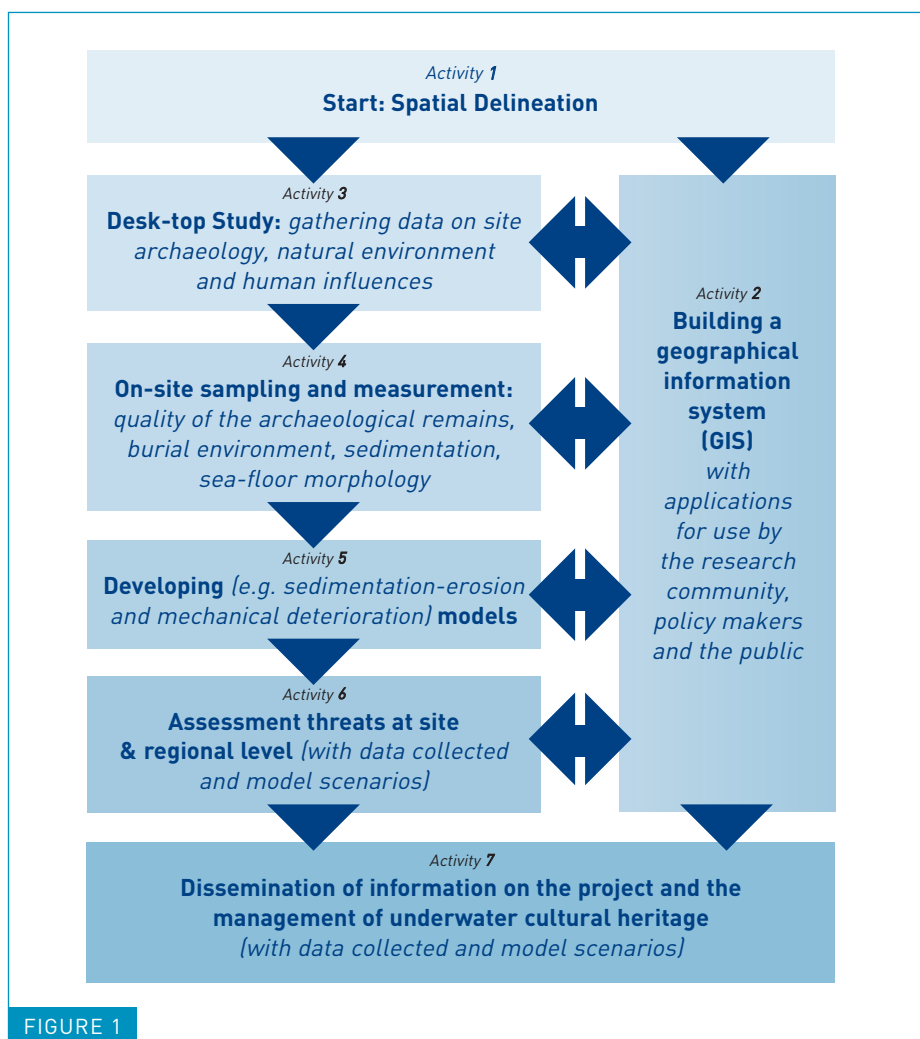 Activity 1
Start: Spatial Delineation
Activity 3
Desk-top Study: gathering data on site
archaeology, natural environment
and human influences
Activity 4
On-site sampling and measurement:
quality of the archaeological remains,
burial environment, sedimentation,
sea-floor morphology
Activity 5
Developing (e.g. sedimentation-erosion
and mechanical deterioration) models
Activity 6
Assessment threats at site
& regional level (with data collected
and model scenarios)
Activity 2
Building a
geographical
information
system
(GIS)
with
applications
for use by
the research
community,
policy makers
and the public
Activity 7
Dissemination of information on the project and the
management of underwater cultural heritage
(with data collected and model scenarios)
FIGURE 1